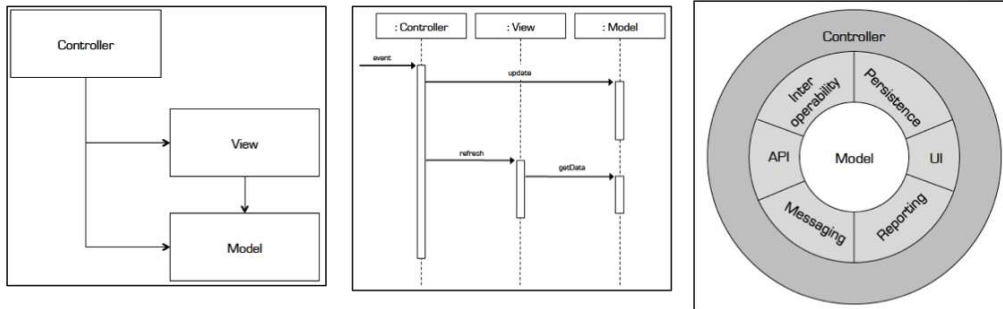 Controller
View
Model
: Controller
: View
: Model
event
update
refresh
getData
Controller
Inter
operability
Persistence
API
Model
UI
Messaging
Reporting